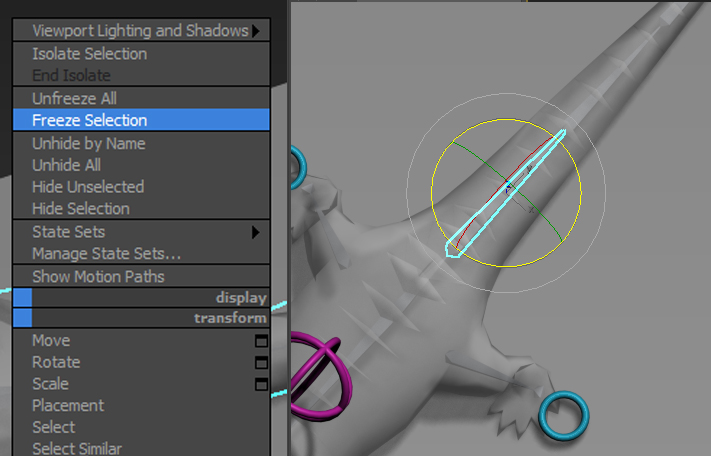 Viewport Lighting and Shadows
Isolate Selection
End Isolate
Unfreeze All
Freeze Selection
Unhide by Name
Unhide All
Hide Unselected
Hide Selection
State Sets
Manage State Sets...
Show Motion Paths
display
transform
Move
Rotate
Scale
Placement
Select
Select Similar